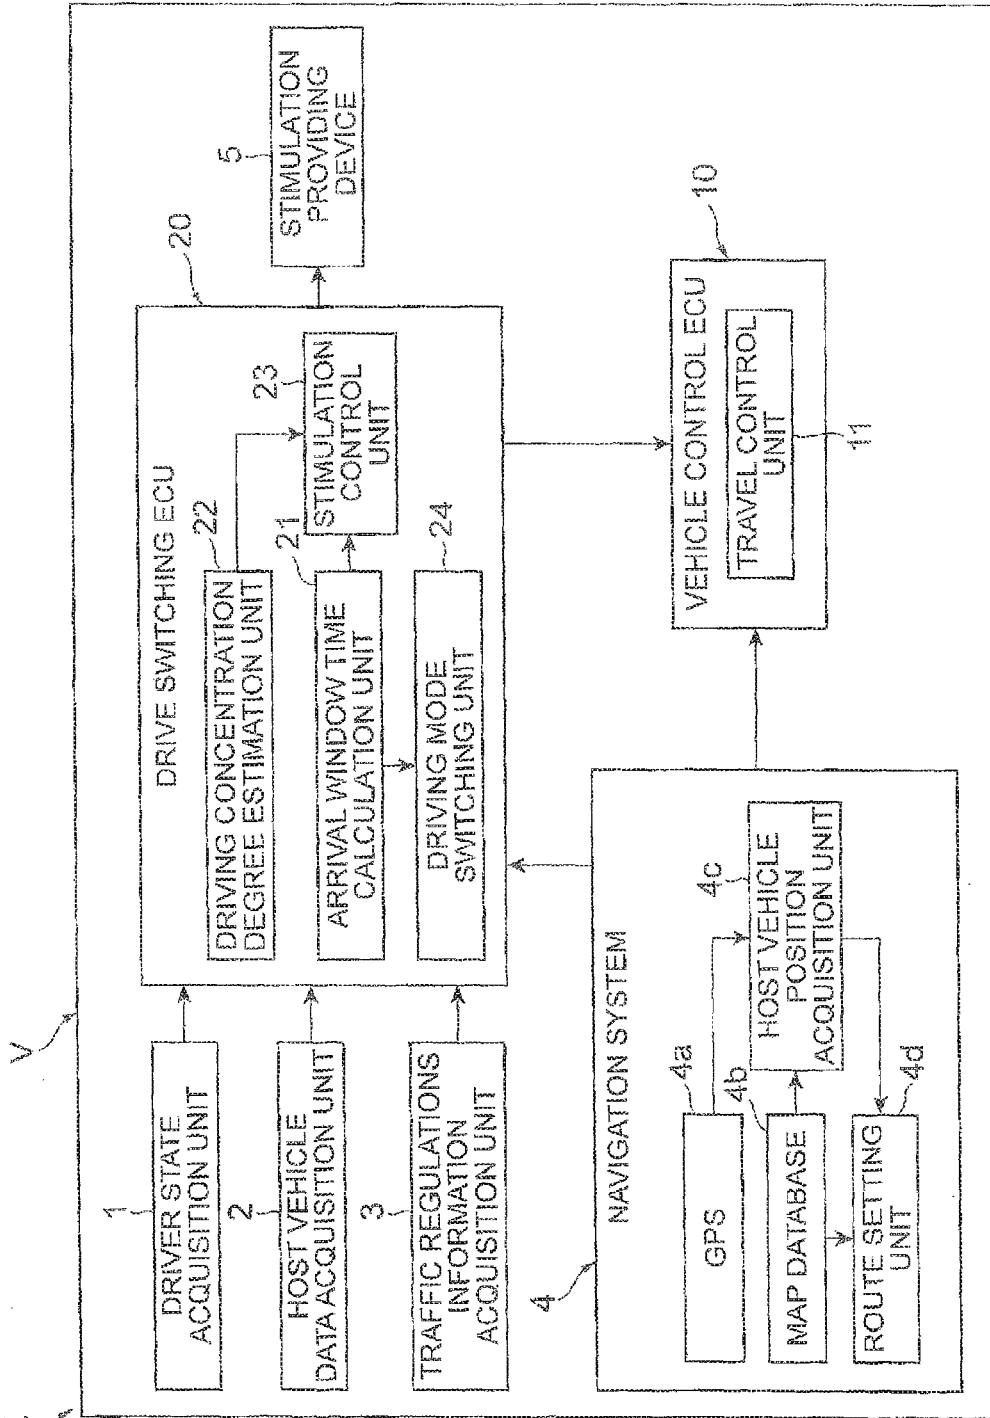 V
1
DRIVER STATE
ACQUISITION UNIT
2
HOST VEHICLE
DATA ACQUISITION UNIT
3
TRAFFIC REGULATIONS
INFORMATION
ACQUISITION UNIT
DRIVE SWITCHING ECU
20
22
DRIVING CONCENTRATION
DEGREE ESTIMATION UNIT
21
ARRIVAL WINDOW TIME
CALCULATION UNIT
23
STIMULATION
CONTROL
UNIT
24
DRIVING MODE
SWITCHING UNIT
5
STIMULATION
PROVIDING
DEVICE
4
NAVIGATION SYSTEM
4a
GPS
4b
MAP DATABASE
4c
HOST VEHICLE
POSITION
ACQUISITION UNIT
4d
ROUTE SETTING
UNIT
10
VEHICLE CONTROL ECU
TRAVEL CONTROL
UNIT
11